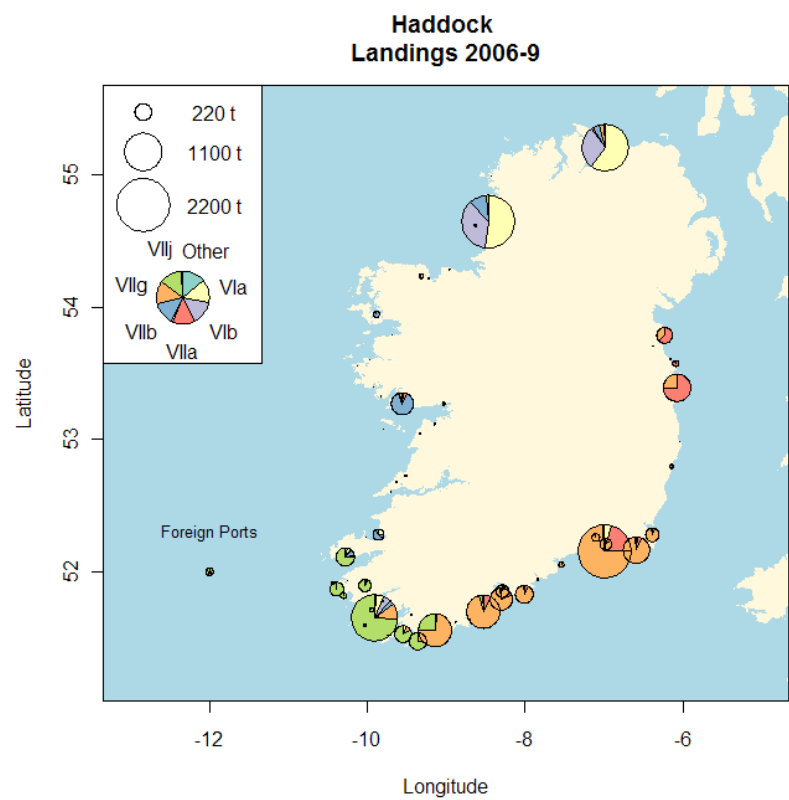 Haddock
Landings 2006-9
220 t
1100 t
2200 t
VIIj Other
VIIg VIa
VIIb VIb
VIIa
Foreign Ports
Latitude
55
54
53
52
-12 -10 -8 -6
Longitude